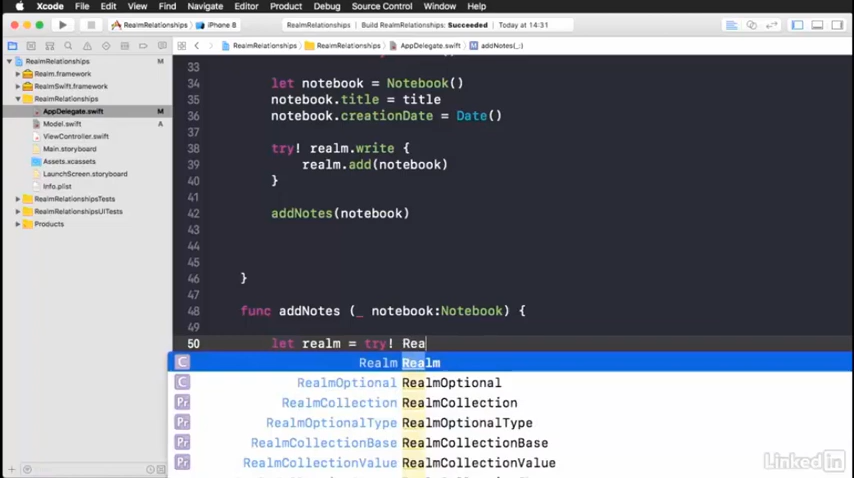 Xcode File Edit View Find Navigate Editor Product Debug Source Control Window Help
RealmRelationships iPhone 8
RealmRelationships | Build RealmRelationships: Succeeded | Today at 14:31
RealmRelationships RealmRelationships AppDelegate.swift M addNotes(_:)
RealmRelationships M
Realm.framework
RealmSwift.framework
RealmRelationships
AppDelegate.swift M
Model.swift A
ViewController.swift
Main.storyboard
Assets.xcassets
LaunchScreen.storyboard
Info.plist
RealmRelationshipsTests
RealmRelationshipsUITests
Products
33
34 let notebook = Notebook()
35 notebook.title = title
36 notebook.creationDate = Date()
37
38 try! realm.write {
39 realm.add(notebook)
40 }
41
42 addNotes(notebook)
43
44
45
46 }
47
48 func addNotes (_ notebook:Notebook) {
49
50 let realm = try! Rea
C Realm Realm
C RealmOptional RealmOptional
Pr RealmCollection RealmCollection
Pr RealmOptionalType RealmOptionalType
Pr RealmCollectionBase RealmCollectionBase
Pr RealmCollectionValue RealmCollectionValue
LinkedIn